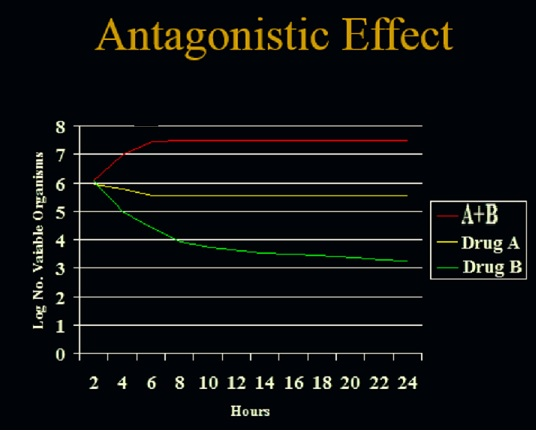 Antagonistic Effect
8
7
6
5
4
3
2
1
0
Log No. Vaiable Organisms
2 4 6 8 10 12 14 16 18 20 22 24
Hours
A+B
Drug A
Drug B